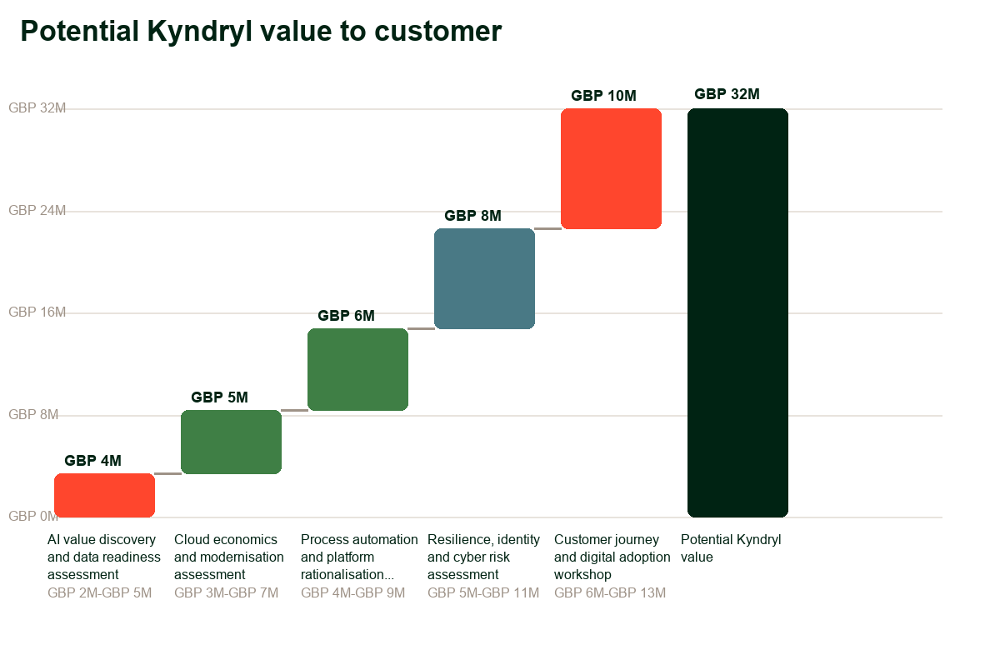 Potential Kyndryl value to customer
GBP 32M
GBP 24M
GBP 16M
GBP 8M
GBP 0M
GBP 4M
GBP 5M
GBP 6M
GBP 8M
GBP 10M
GBP 32M
AI value discovery
and data readiness
assessment
GBP 2M-GBP 5M
Cloud economics
and modernisation
assessment
GBP 3M-GBP 7M
Process automation
and platform
rationalisation...
GBP 4M-GBP 9M
Resilience, identity
and cyber risk
assessment
GBP 5M-GBP 11M
Customer journey
and digital adoption
workshop
GBP 6M-GBP 13M
Potential Kyndryl
value